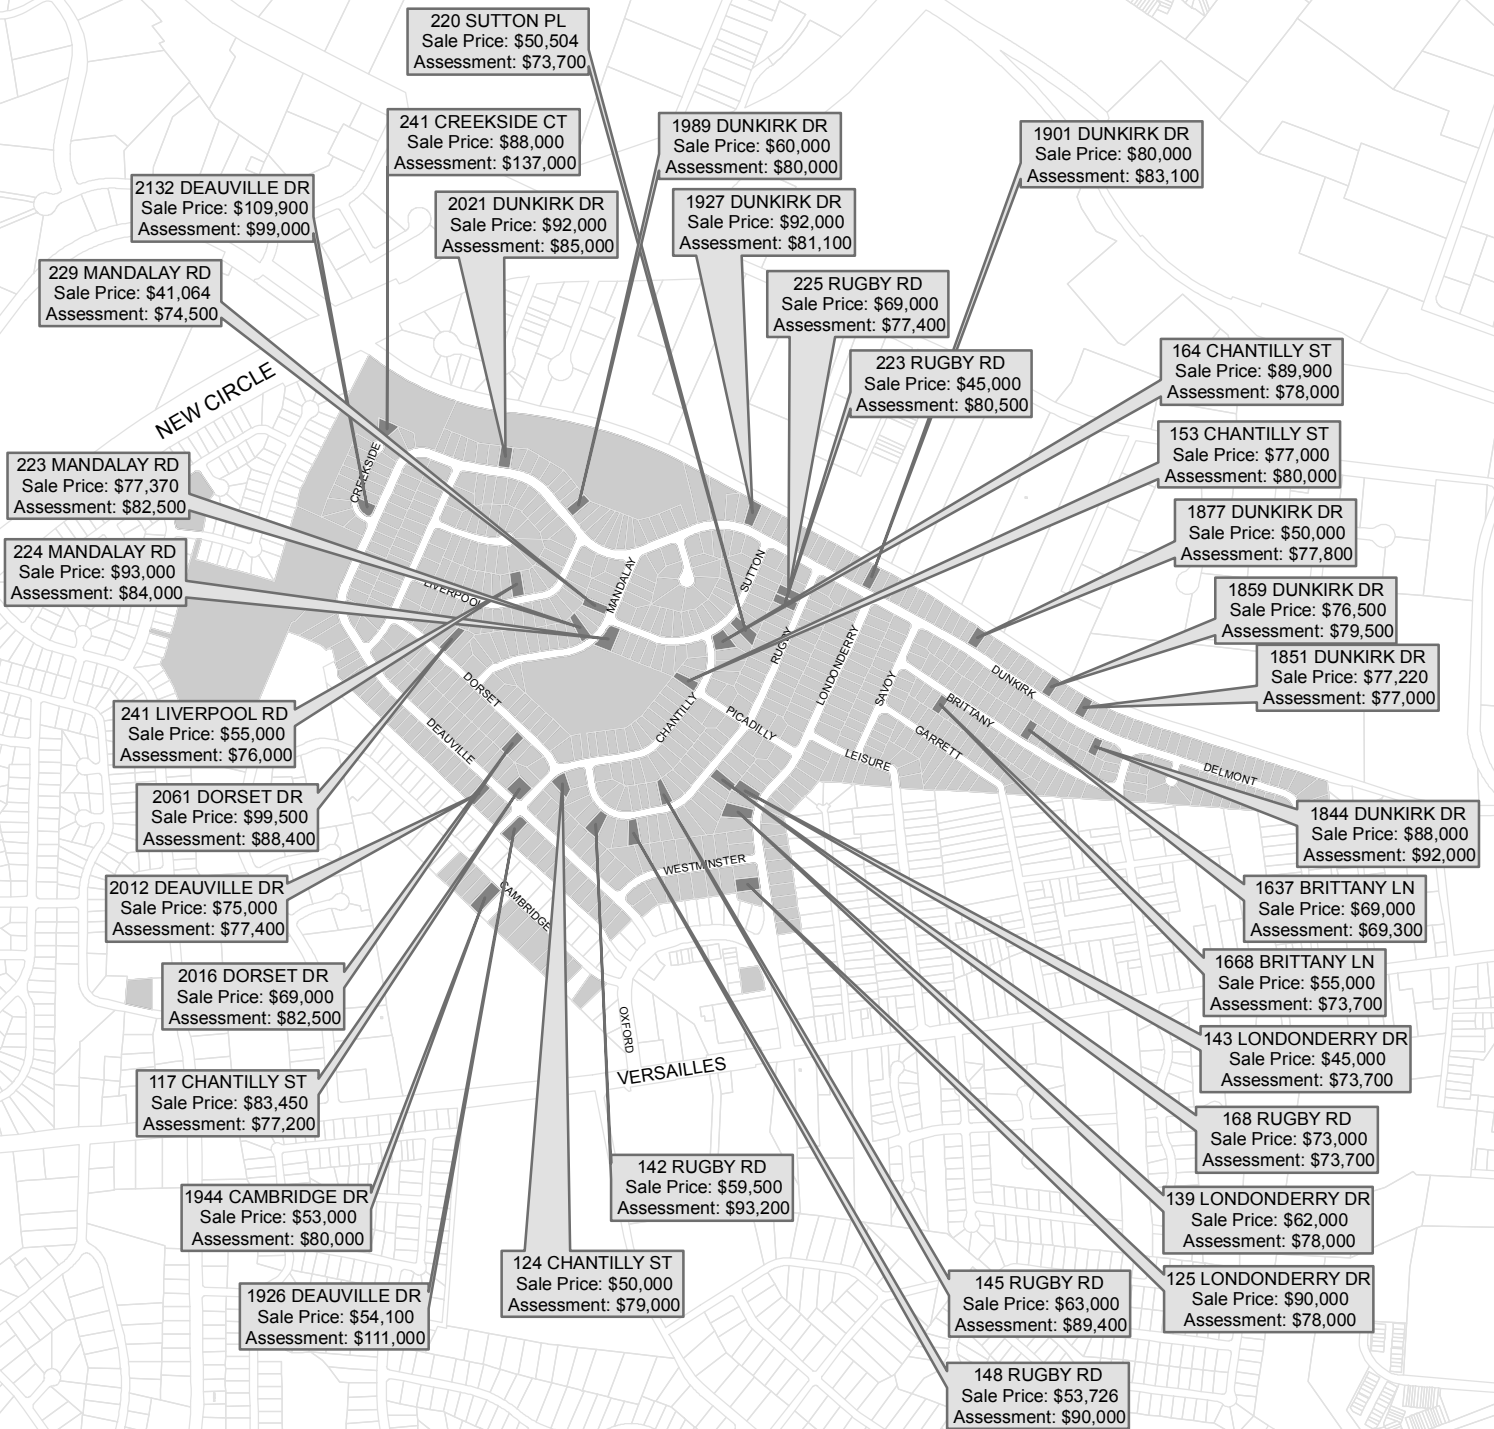 220 SUTTON PL
Sale Price: $50,504
Assessment: $73,700
241 CREEKSIDE CT
Sale Price: $88,000
Assessment: $137,000
1989 DUNKIRK DR
Sale Price: $60,000
Assessment: $80,000
1901 DUNKIRK DR
Sale Price: $80,000
Assessment: $83,100
2132 DEAUVILLE DR
Sale Price: $109,900
Assessment: $99,000
2021 DUNKIRK DR
Sale Price: $92,000
Assessment: $85,000
1927 DUNKIRK DR
Sale Price: $92,000
Assessment: $81,100
229 MANDALAY RD
Sale Price: $41,064
Assessment: $74,500
225 RUGBY RD
Sale Price: $69,000
Assessment: $77,400
223 RUGBY RD
Sale Price: $45,000
Assessment: $80,500
164 CHANTILLY ST
Sale Price: $89,900
Assessment: $78,000
NEW CIRCLE
153 CHANTILLY ST
Sale Price: $77,000
Assessment: $80,000
223 MANDALAY RD
Sale Price: $77,370
Assessment: $82,500
CREEKSIDE
1877 DUNKIRK DR
Sale Price: $50,000
Assessment: $77,800
224 MANDALAY RD
Sale Price: $93,000
Assessment: $84,000
LIVERPOOL
MANDALAY
SUTTON
1859 DUNKIRK DR
Sale Price: $76,500
Assessment: $79,500
RUGBY
LONDONDERRY
1851 DUNKIRK DR
Sale Price: $77,220
Assessment: $77,000
DORSET
DEAUVILLE
CHANTILLY
PICADILLY
SAVOY
DUNKIRK
BRITTANY
GARRETT
LEISURE
DELMONT
241 LIVERPOOL RD
Sale Price: $55,000
Assessment: $76,000
2061 DORSET DR
Sale Price: $99,500
Assessment: $88,400
1844 DUNKIRK DR
Sale Price: $88,000
Assessment: $92,000
WESTMINSTER
CAMBRIDGE
2012 DEAUVILLE DR
Sale Price: $75,000
Assessment: $77,400
1637 BRITTANY LN
Sale Price: $69,000
Assessment: $69,300
2016 DORSET DR
Sale Price: $69,000
Assessment: $82,500
1668 BRITTANY LN
Sale Price: $55,000
Assessment: $73,700
OXFORD
VERSAILLES
143 LONDONDERRY DR
Sale Price: $45,000
Assessment: $73,700
117 CHANTILLY ST
Sale Price: $83,450
Assessment: $77,200
168 RUGBY RD
Sale Price: $73,000
Assessment: $73,700
142 RUGBY RD
Sale Price: $59,500
Assessment: $93,200
1944 CAMBRIDGE DR
Sale Price: $53,000
Assessment: $80,000
139 LONDONDERRY DR
Sale Price: $62,000
Assessment: $78,000
124 CHANTILLY ST
Sale Price: $50,000
Assessment: $79,000
1926 DEAUVILLE DR
Sale Price: $54,100
Assessment: $111,000
145 RUGBY RD
Sale Price: $63,000
Assessment: $89,400
125 LONDONDERRY DR
Sale Price: $90,000
Assessment: $78,000
148 RUGBY RD
Sale Price: $53,726
Assessment: $90,000